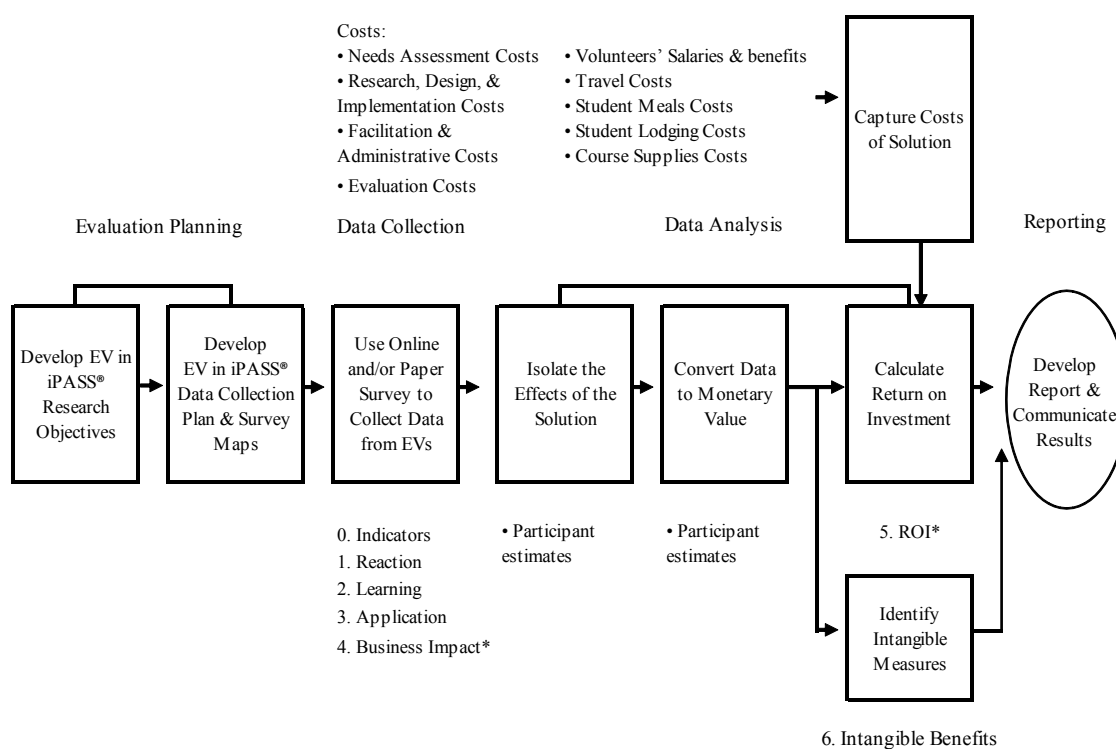 Costs:
• Needs Assessment Costs
• Research, Design, &
Implementation Costs
• Facilitation &
Administrative Costs
• Evaluation Costs
• Volunteers’ Salaries & benefits
• Travel Costs
• Student Meals Costs
• Student Lodging Costs
• Course Supplies Costs
Capture Costs
of Solution
Evaluation Planning
Data Collection
Data Analysis
Reporting
Develop EV in
iPASS®
Research
Objectives
Develop
EV in iPASS®
Data Collection
Plan & Survey
Maps
Use Online
and/or Paper
Survey to
Collect Data
from EVs
Isolate the
Effects of the
Solution
Convert Data
to Monetary
Value
Calculate
Return on
Investment
Develop
Report &
Communicate
Results
0. Indicators
1. Reaction
2. Learning
3. Application
4. Business Impact*
• Participant
estimates
• Participant
estimates
5. ROI*
Identify
Intangible
Measures
6. Intangible Benefits